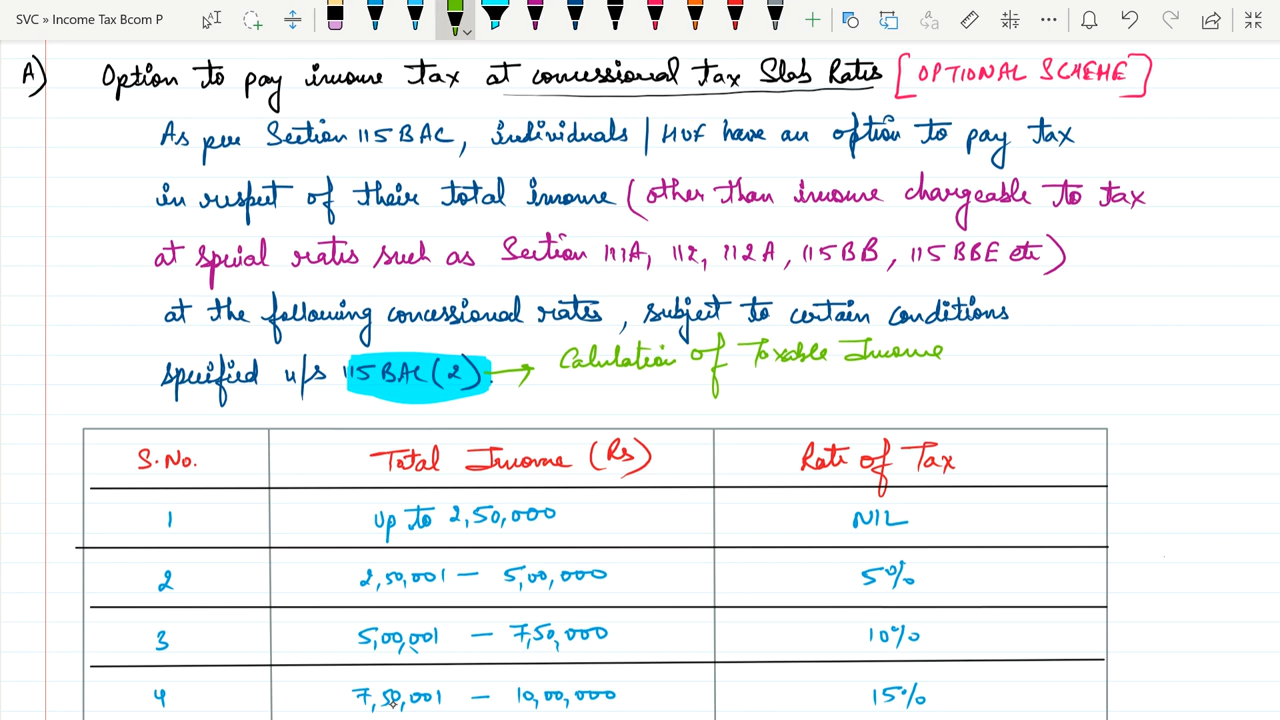 SVC » Income Tax Bcom P
A) Option to pay income tax at concessional tax Slab Rates [OPTIONAL SCHEME]
As per Section 115BAC, individuals | HUF have an option to pay tax
in respect of their total income (other than income chargeable to tax
at special rates such as Section 111A, 112, 112A, 115BB, 115BBE etc)
at the following concessional rates, subject to certain conditions
specified u/s 115BAC(2). → Calculation of Taxable Income
S.No. Total Income (Rs) Rate of Tax
1 up to 2,50,000 NIL
2 2,50,001 – 5,00,000 5%
3 5,00,001 – 7,50,000 10%
4 7,50,001 – 10,00,000 15%